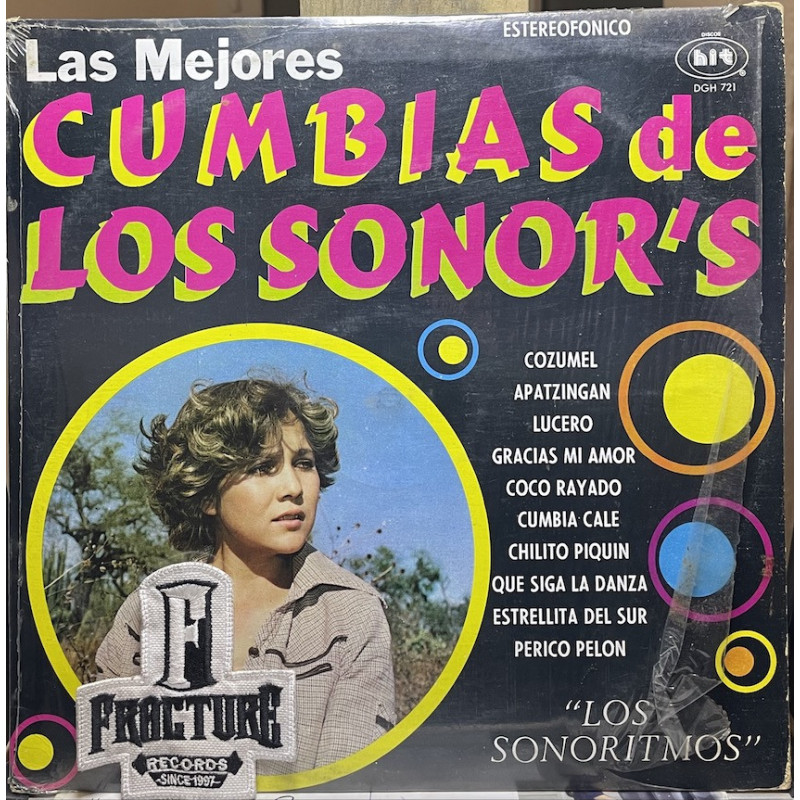 ESTEREOFONICO
DISCOS
hit
®
DGH 721
Las Mejores
CUMBIAS de
LOS SONOR'S
COZUMEL
APATZINGAN
LUCERO
GRACIAS MI AMOR
COCO RAYADO
CUMBIA CALE
CHILITO PIQUIN
QUE SIGA LA DANZA
ESTRELLITA DEL SUR
PERICO PELON
"LOS
SONORITMOS"
F
FRACTURE
RECORDS
-SINCE 1997-